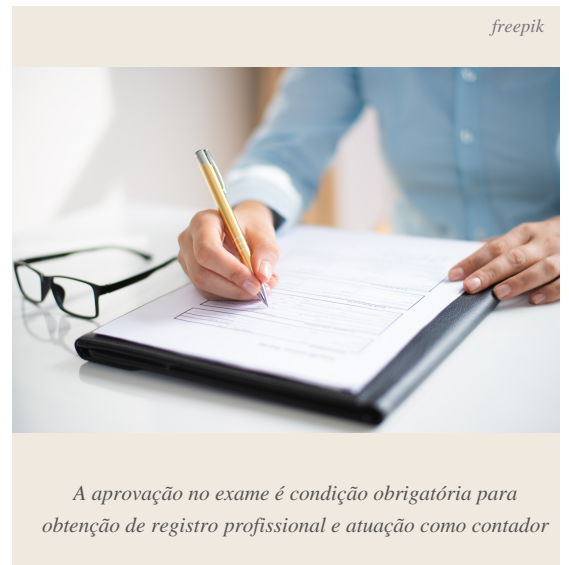 freepik
A aprovação no exame é condição obrigatória para
obtenção de registro profissional e atuação como contador